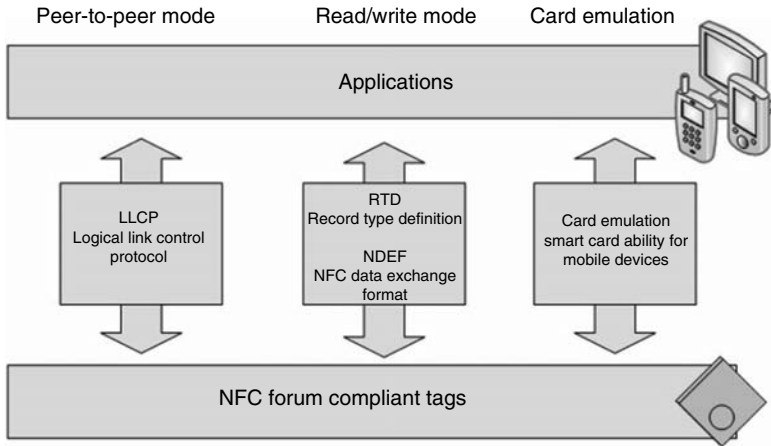 Peer-to-peer mode
Read/write mode
Card emulation
Applications
LLCP
Logical link control
protocol
RTD
Record type definition
NDEF
NFC data exchange
format
Card emulation
smart card ability for
mobile devices
NFC forum compliant tags